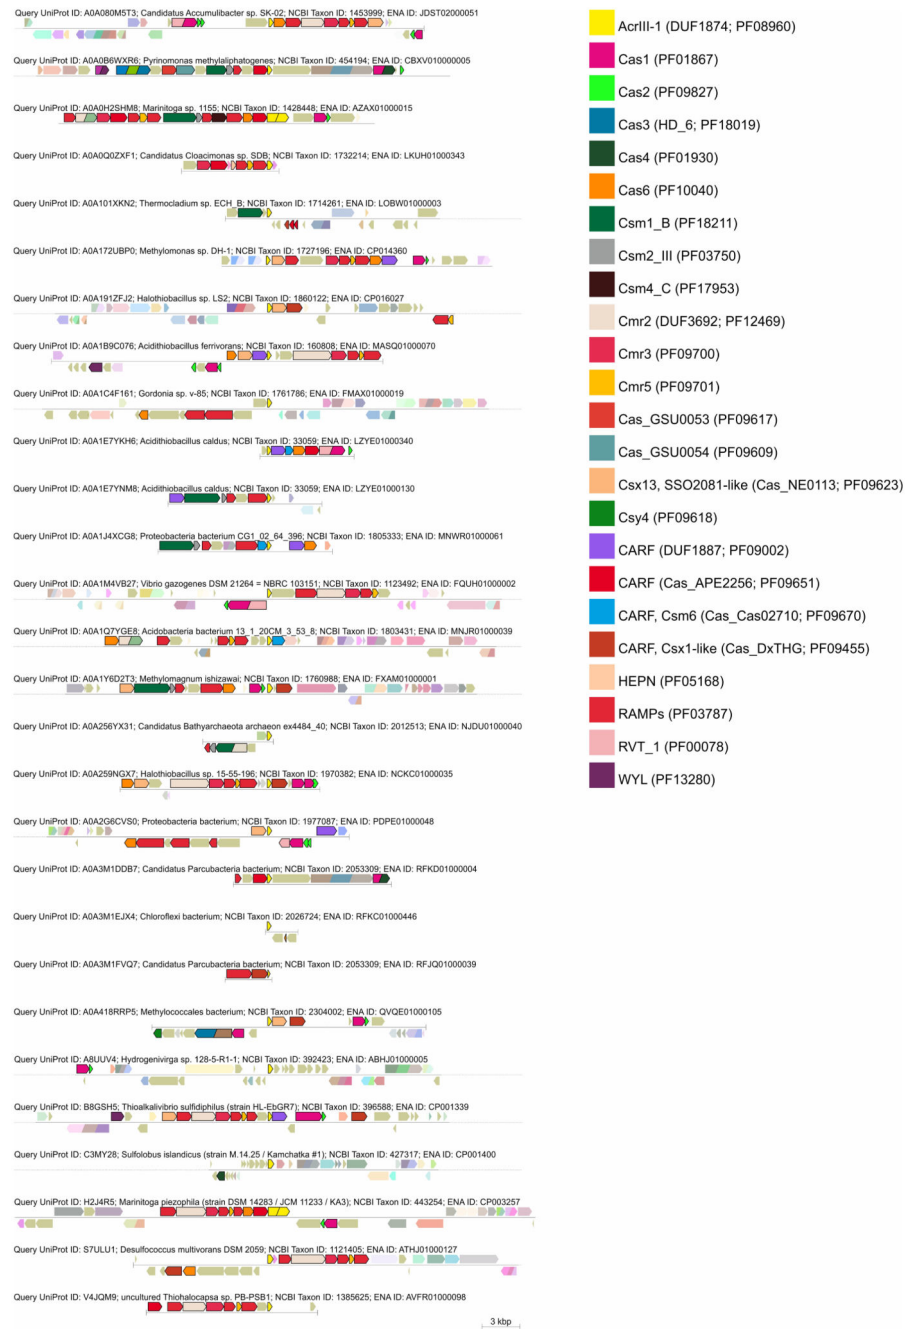 Query UniProt ID: A0A080M5T3; Candidatus Accumulibacter sp. SK-02; NCBI Taxon ID: 1453999; ENA ID: JDST02000051
Query UniProt ID: A0A0B6WXR6; Pyrinomonas methylaliphatogenes; NCBI Taxon ID: 454194; ENA ID: CBXV010000005
Query UniProt ID: A0A0H2SHM8; Marinitoga sp. 1155; NCBI Taxon ID: 1428448; ENA ID: AZAX01000015
Query UniProt ID: A0A0Q0ZXF1; Candidatus Cloacimonas sp. SDB; NCBI Taxon ID: 1732214; ENA ID: LKUH01000343
Query UniProt ID: A0A101XKN2; Thermocladium sp. ECH_B; NCBI Taxon ID: 1714261; ENA ID: LOBW01000003
Query UniProt ID: A0A172UBP0; Methylomonas sp. DH-1; NCBI Taxon ID: 1727196; ENA ID: CP014360
Query UniProt ID: A0A191ZFJ2; Halothiobacillus sp. LS2; NCBI Taxon ID: 1860122; ENA ID: CP016027
Query UniProt ID: A0A1B9C076; Acidithiobacillus ferrivorans; NCBI Taxon ID: 160808; ENA ID: MASQ01000070
Query UniProt ID: A0A1C4F161; Gordonia sp. v-85; NCBI Taxon ID: 1761786; ENA ID: FMAX01000019
Query UniProt ID: A0A1E7YKH6; Acidithiobacillus caldus; NCBI Taxon ID: 33059; ENA ID: LZYE01000340
Query UniProt ID: A0A1E7YNM8; Acidithiobacillus caldus; NCBI Taxon ID: 33059; ENA ID: LZYE01000130
Query UniProt ID: A0A1J4XCG8; Proteobacteria bacterium CG1_02_64_396; NCBI Taxon ID: 1805333; ENA ID: MNWR01000061
Query UniProt ID: A0A1M4VB27; Vibrio gazogenes DSM 21264 = NBRC 103151; NCBI Taxon ID: 1123492; ENA ID: FQUH01000002
Query UniProt ID: A0A1Q7YGE8; Acidobacteria bacterium 13_1_20CM_3_53_8; NCBI Taxon ID: 1803431; ENA ID: MNJR01000039
Query UniProt ID: A0A1Y6D2T3; Methylomagnum ishizawai; NCBI Taxon ID: 1760988; ENA ID: FXAM01000001
Query UniProt ID: A0A256YX31; Candidatus Bathyarchaeota archaeon ex4484_40; NCBI Taxon ID: 2012513; ENA ID: NJDU01000040
Query UniProt ID: A0A259NGX7; Halothiobacillus sp. 15-55-196; NCBI Taxon ID: 1970382; ENA ID: NCKC01000035
Query UniProt ID: A0A2G6CVS0; Proteobacteria bacterium; NCBI Taxon ID: 1977087; ENA ID: PDPE01000048
Query UniProt ID: A0A3M1DDB7; Candidatus Parcubacteria bacterium; NCBI Taxon ID: 2053309; ENA ID: RFKD01000004
Query UniProt ID: A0A3M1EJX4; Chloroflexi bacterium; NCBI Taxon ID: 2026724; ENA ID: RFKC01000446
Query UniProt ID: A0A3M1FVQ7; Candidatus Parcubacteria bacterium; NCBI Taxon ID: 2053309; ENA ID: RFJQ01000039
Query UniProt ID: A0A418RRP5; Methylococcales bacterium; NCBI Taxon ID: 2304002; ENA ID: QVQE01000105
Query UniProt ID: A8UUV4; Hydrogenivirga sp. 128-5-R1-1; NCBI Taxon ID: 392423; ENA ID: ABHJ01000005
Query UniProt ID: B8GSH5; Thioalkalivibrio sulfidiphilus (strain HL-EbGR7); NCBI Taxon ID: 396588; ENA ID: CP001339
Query UniProt ID: C3MY28; Sulfolobus islandicus (strain M.14.25 / Kamchatka #1); NCBI Taxon ID: 427317; ENA ID: CP001400
Query UniProt ID: H2J4R5; Marinitoga piezophila (strain DSM 14283 / JCM 11233 / KA3); NCBI Taxon ID: 443254; ENA ID: CP003257
Query UniProt ID: S7ULU1; Desulfococcus multivorans DSM 2059; NCBI Taxon ID: 1121405; ENA ID: ATHJ01000127
Query UniProt ID: V4JQM9; uncultured Thiohalocapsa sp. PB-PSB1; NCBI Taxon ID: 1385625; ENA ID: AVFR01000098
3 kbp
AcrIII-1 (DUF1874; PF08960)
Cas1 (PF01867)
Cas2 (PF09827)
Cas3 (HD_6; PF18019)
Cas4 (PF01930)
Cas6 (PF10040)
Csm1_B (PF18211)
Csm2_III (PF03750)
Csm4_C (PF17953)
Cmr2 (DUF3692; PF12469)
Cmr3 (PF09700)
Cmr5 (PF09701)
Cas_GSU0053 (PF09617)
Cas_GSU0054 (PF09609)
Csx13, SSO2081-like (Cas_NE0113; PF09623)
Csy4 (PF09618)
CARF (DUF1887; PF09002)
CARF (Cas_APE2256; PF09651)
CARF, Csm6 (Cas_Cas02710; PF09670)
CARF, Csx1-like (Cas_DxTHG; PF09455)
HEPN (PF05168)
RAMPs (PF03787)
RVT_1 (PF00078)
WYL (PF13280)